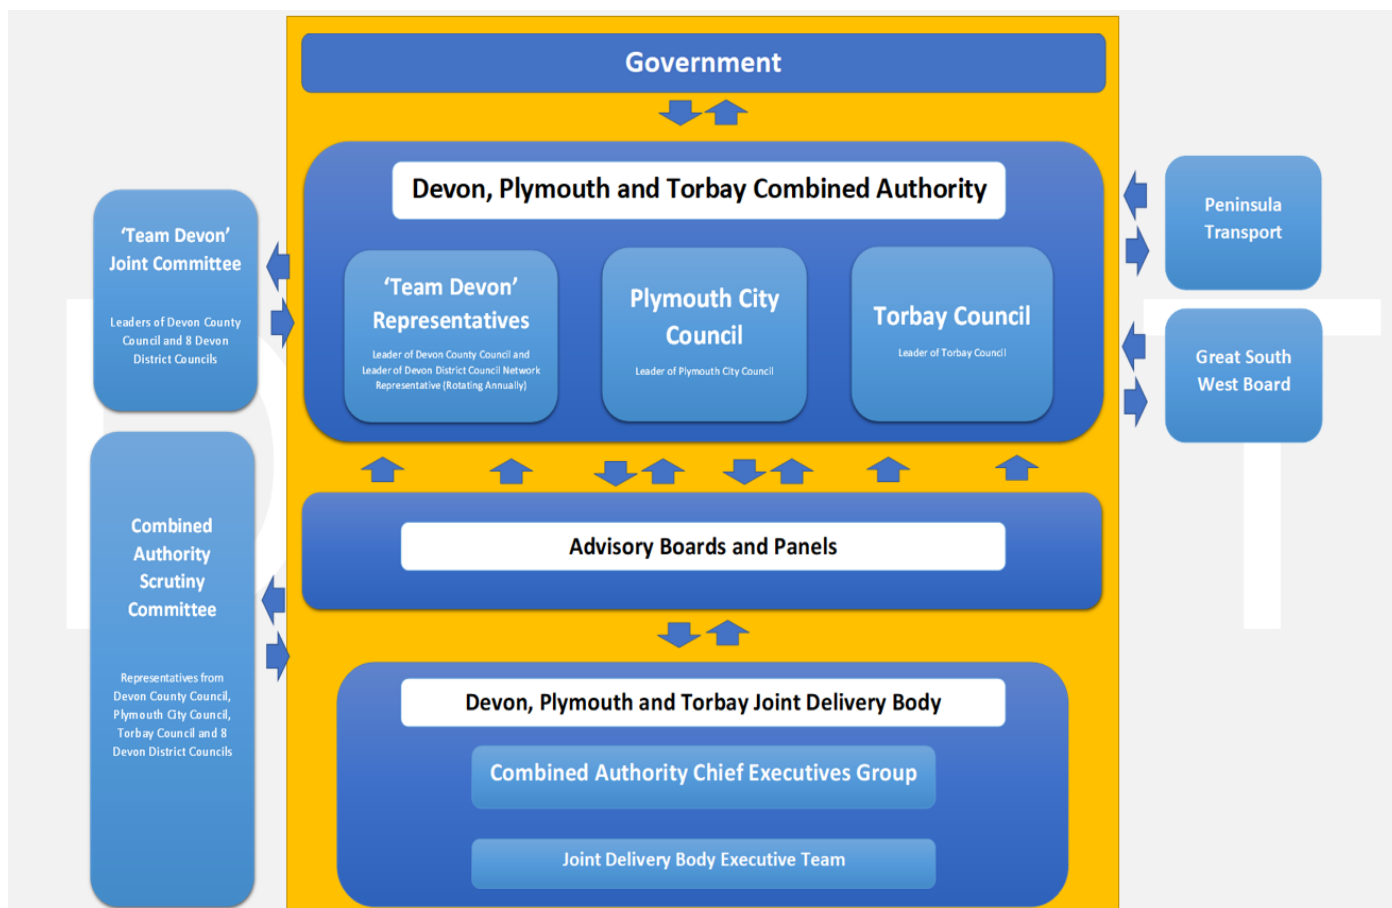 Government
Devon, Plymouth and Torbay Combined Authority
‘Team Devon’
Joint Committee
Leaders of Devon County
Council and 8 Devon
District Councils
‘Team Devon’
Representatives
Leader of Devon County Council and
Leader of Devon District Council Network
Representative (Rotating Annually)
Plymouth City
Council
Leader of Plymouth City Council
Torbay Council
Leader of Torbay Council
Peninsula
Transport
Great South
West Board
Combined
Authority
Scrutiny
Committee
Representatives from
Devon County Council,
Plymouth City Council,
Torbay Council and 8
Devon District Councils
Advisory Boards and Panels
Devon, Plymouth and Torbay Joint Delivery Body
Combined Authority Chief Executives Group
Joint Delivery Body Executive Team